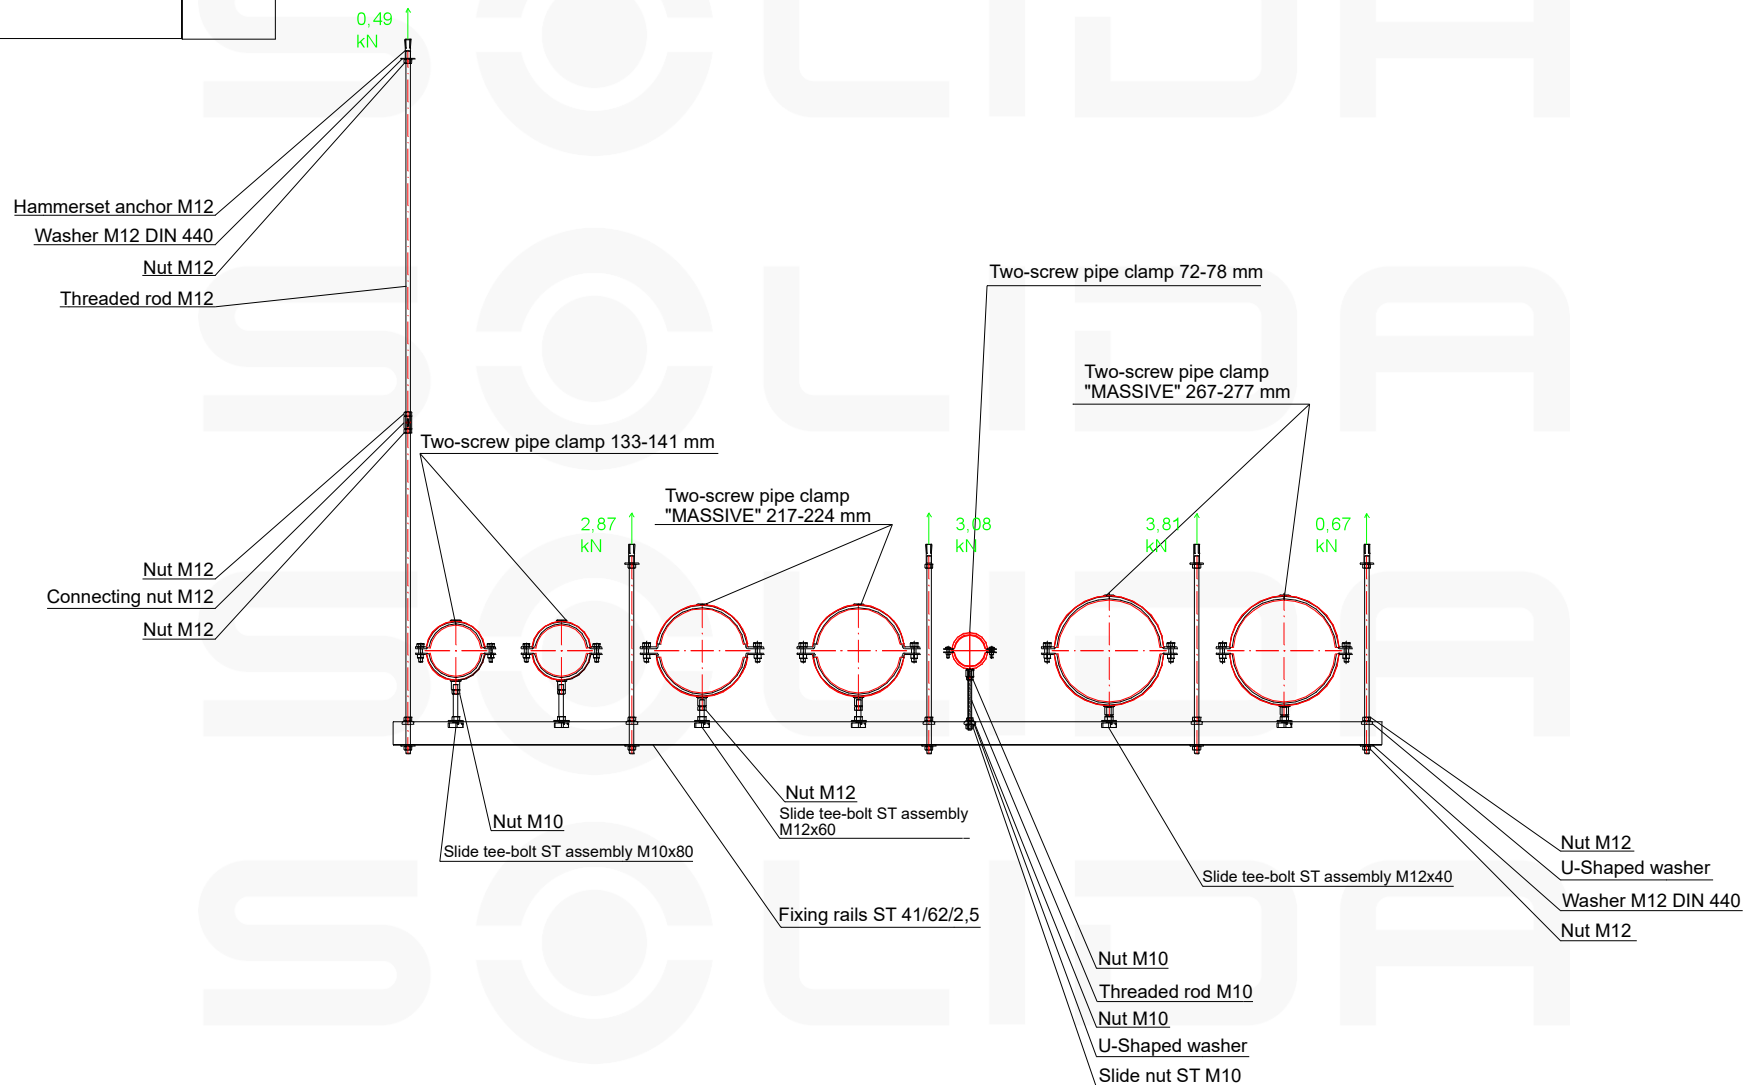 0,49
kN
Hammerset anchor M12
Washer M12 DIN 440
Nut M12
Threaded rod M12
Two-screw pipe clamp 72-78 mm
Two-screw pipe clamp
"MASSIVE" 267-277 mm
Two-screw pipe clamp 133-141 mm
Two-screw pipe clamp
"MASSIVE" 217-224 mm
2,87
kN
3,08
kN
3,81
kN
0,67
kN
Nut M12
Connecting nut M12
Nut M12
Nut M12
Slide tee-bolt ST assembly
M12x60
Nut M10
Slide tee-bolt ST assembly M10x80
Slide tee-bolt ST assembly M12x40
Fixing rails ST 41/62/2,5
Nut M12
U-Shaped washer
Washer M12 DIN 440
Nut M12
Nut M10
Threaded rod M10
Nut M10
U-Shaped washer
Slide nut ST M10
SOLIDA
SOLIDA
SOLIDA
SOLIDA